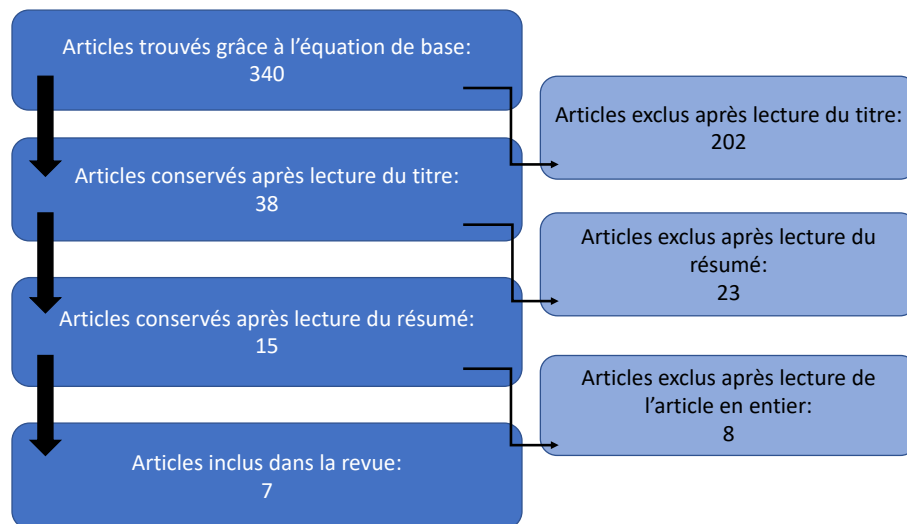 Articles trouvés grâce à l'équation de base:
340
Articles exclus après lecture du titre:
202
Articles conservés après lecture du titre:
38
Articles exclus après lecture du
résumé:
23
Articles conservés après lecture du résumé:
15
Articles exclus après lecture de
l'article en entier:
8
Articles inclus dans la revue:
7